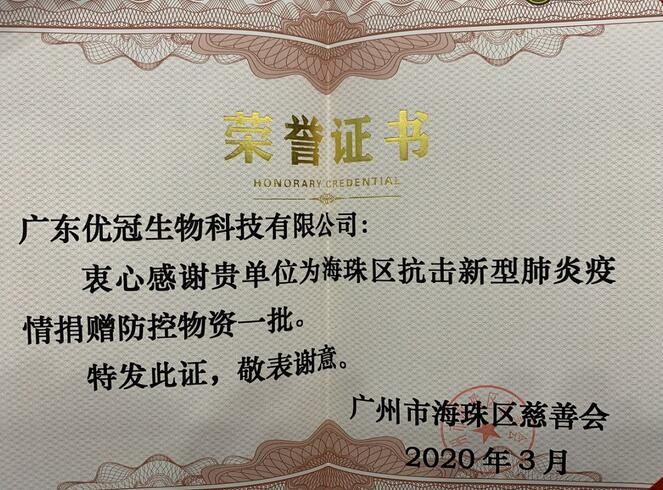 荣誉证书
HONORARY CREDENTIAL
广东优冠生物科技有限公司：
衷心感谢贵单位为海珠区抗击新型肺炎疫
情捐赠防控物资一批。
特发此证，敬表谢意。
广州市海珠区慈善会
2020年3月